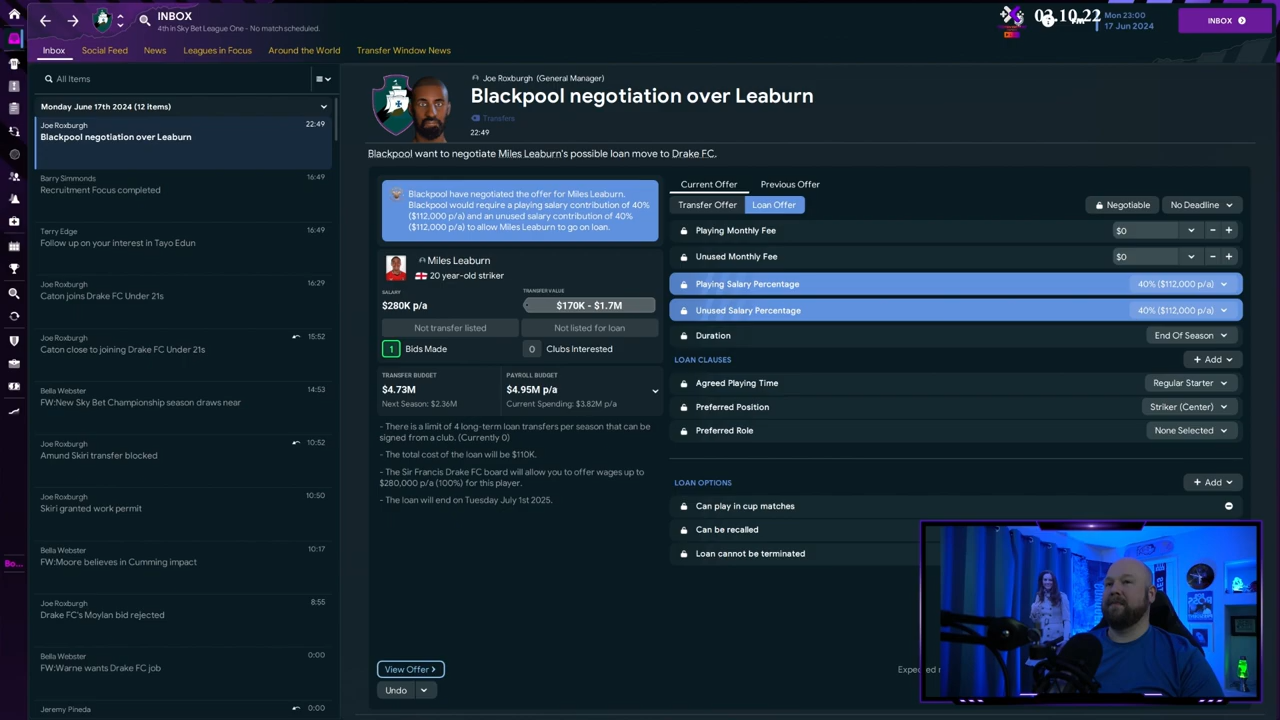 INBOX
4th in Sky Bet League One - No match scheduled.
03.10.22
Mon 23:00
17 Jun 2024
INBOX
Inbox
Social Feed
News
Leagues in Focus
Around the World
Transfer Window News
All Items
Monday June 17th 2024 (12 items)
Joe Roxburgh
22:49
Blackpool negotiation over Leaburn
Barry Simmonds
16:49
Recruitment Focus completed
Terry Edge
16:49
Follow up on your interest in Tayo Edun
Joe Roxburgh
16:29
Caton joins Drake FC Under 21s
Joe Roxburgh
15:52
Caton close to joining Drake FC Under 21s
Bella Webster
14:53
FW:New Sky Bet Championship season draws near
Joe Roxburgh
10:52
Amund Skiri transfer blocked
Joe Roxburgh
10:50
Skiri granted work permit
Bella Webster
10:17
FW:Moore believes in Cumming impact
Joe Roxburgh
8:55
Drake FC's Moylan bid rejected
Bella Webster
0:00
FW:Warne wants Drake FC job
Jeremy Pineda
0:00
Bo...
Joe Roxburgh (General Manager)
Blackpool negotiation over Leaburn
Transfers
22:49
Blackpool want to negotiate Miles Leaburn's possible loan move to Drake FC.
Blackpool have negotiated the offer for Miles Leaburn.
Blackpool would require a playing salary contribution of 40%
($112,000 p/a) and an unused salary contribution of 40%
($112,000 p/a) to allow Miles Leaburn to go on loan.
Miles Leaburn
20 year-old striker
SALARY
TRANSFER VALUE
$280K p/a
$170K - $1.7M
Not transfer listed
Not listed for loan
1 Bids Made
0 Clubs Interested
TRANSFER BUDGET
PAYROLL BUDGET
$4.73M
$4.95M p/a
Next Season: $2.36M
Current Spending: $3.82M p/a
- There is a limit of 4 long-term loan transfers per season that can be
signed from a club. (Currently 0)
- The total cost of the loan will be $110K.
- The Sir Francis Drake FC board will allow you to offer wages up to
$280,000 p/a (100%) for this player.
- The loan will end on Tuesday July 1st 2025.
View Offer
Undo
Current Offer
Previous Offer
Transfer Offer
Loan Offer
Negotiable
No Deadline
Playing Monthly Fee
$0
Unused Monthly Fee
$0
Playing Salary Percentage
40% ($112,000 p/a)
Unused Salary Percentage
40% ($112,000 p/a)
Duration
End Of Season
LOAN CLAUSES
+ Add
Agreed Playing Time
Regular Starter
Preferred Position
Striker (Center)
Preferred Role
None Selected
LOAN OPTIONS
+ Add
Can play in cup matches
Can be recalled
Loan cannot be terminated